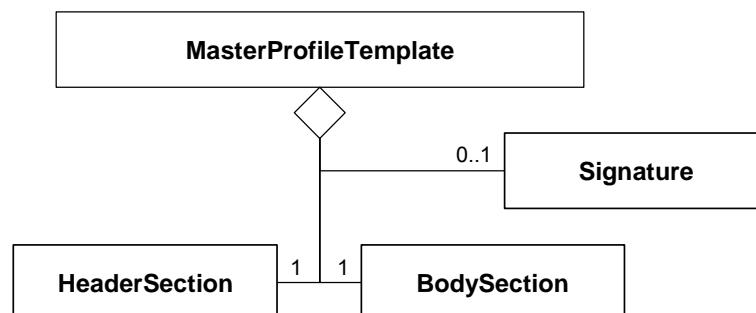 MasterProfileTemplate
0..1
Signature
HeaderSection
1
1
BodySection